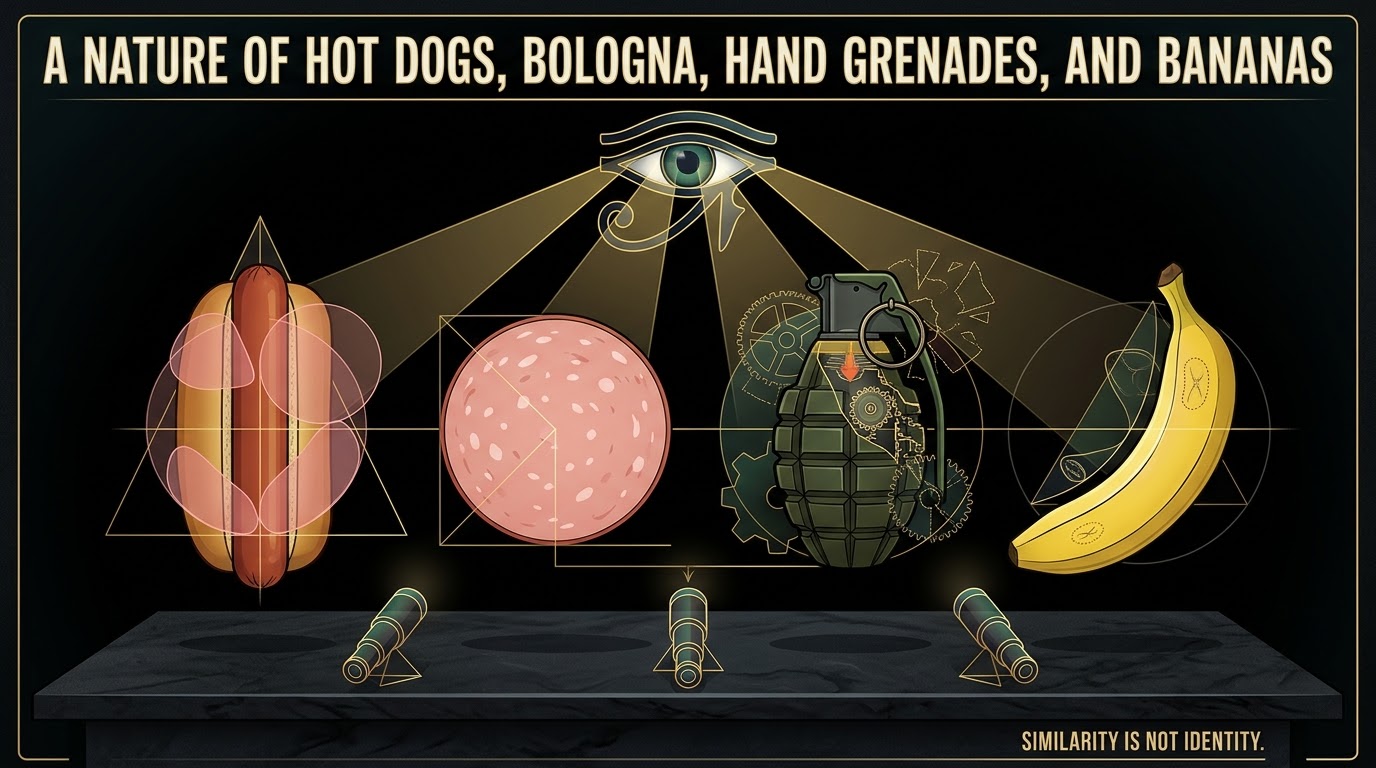 A NATURE OF HOT DOGS, BOLOGNA, HAND GRENADES, AND BANANAS
SIMILARITY IS NOT IDENTITY.